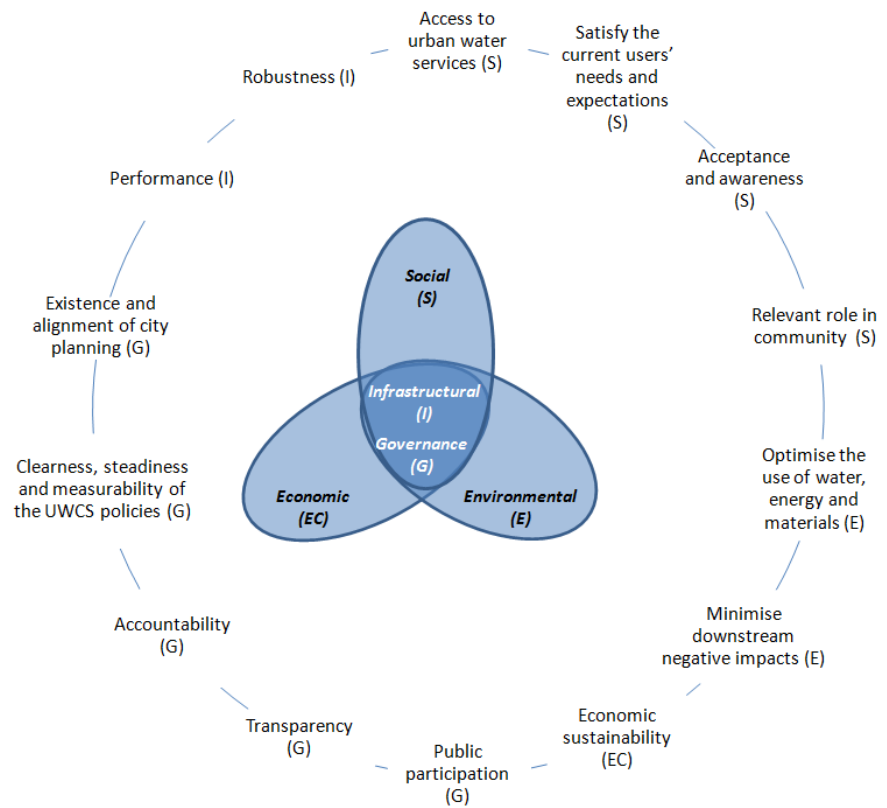 Access to
urban water
services (S)
Satisfy the
current users'
needs and
expectations
(S)
Acceptance
and awareness
(S)
Relevant role in
community (S)
Optimise the
use of water,
energy and
materials (E)
Minimise
downstream
negative impacts (E)
Economic
sustainability
(EC)
Public
participation
(G)
Transparency
(G)
Accountability
(G)
Clearness, steadiness
and measurability of
the UWCS policies (G)
Existence and
alignment of city
planning (G)
Performance (I)
Robustness (I)
Social
(S)
Infrastructural
(I)
Governance
(G)
Economic
(EC)
Environmental
(E)